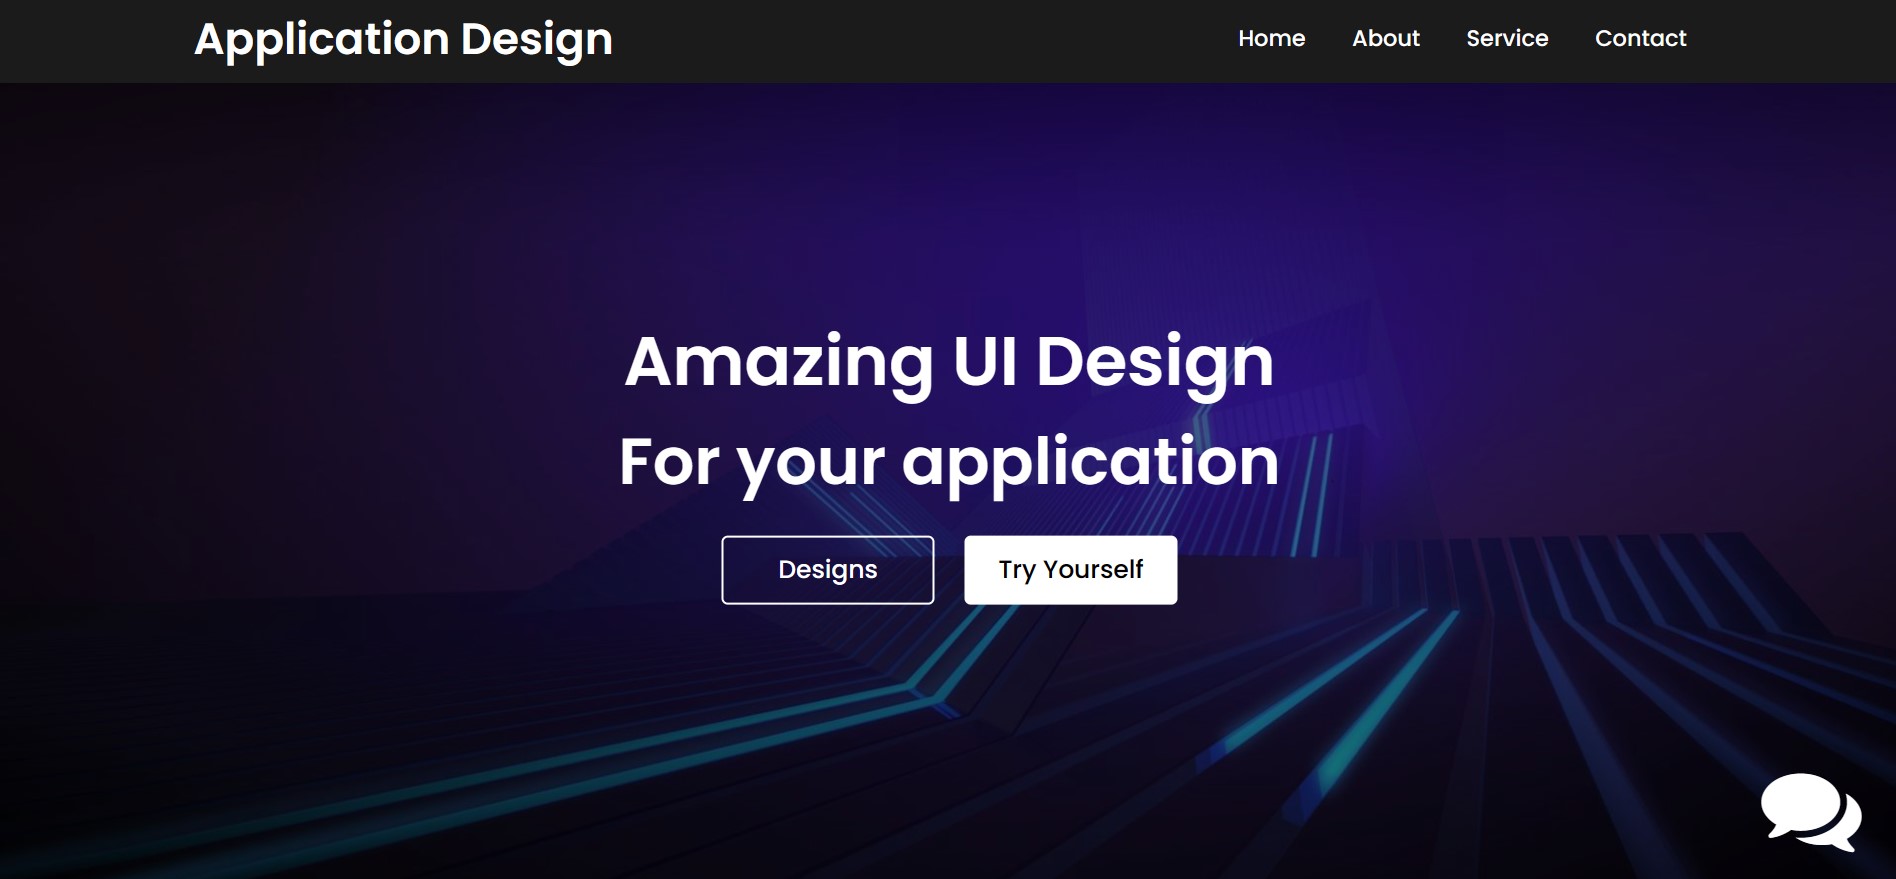 Application Design
Home About Service Contact
Amazing UI Design
For your application
Designs
Try Yourself